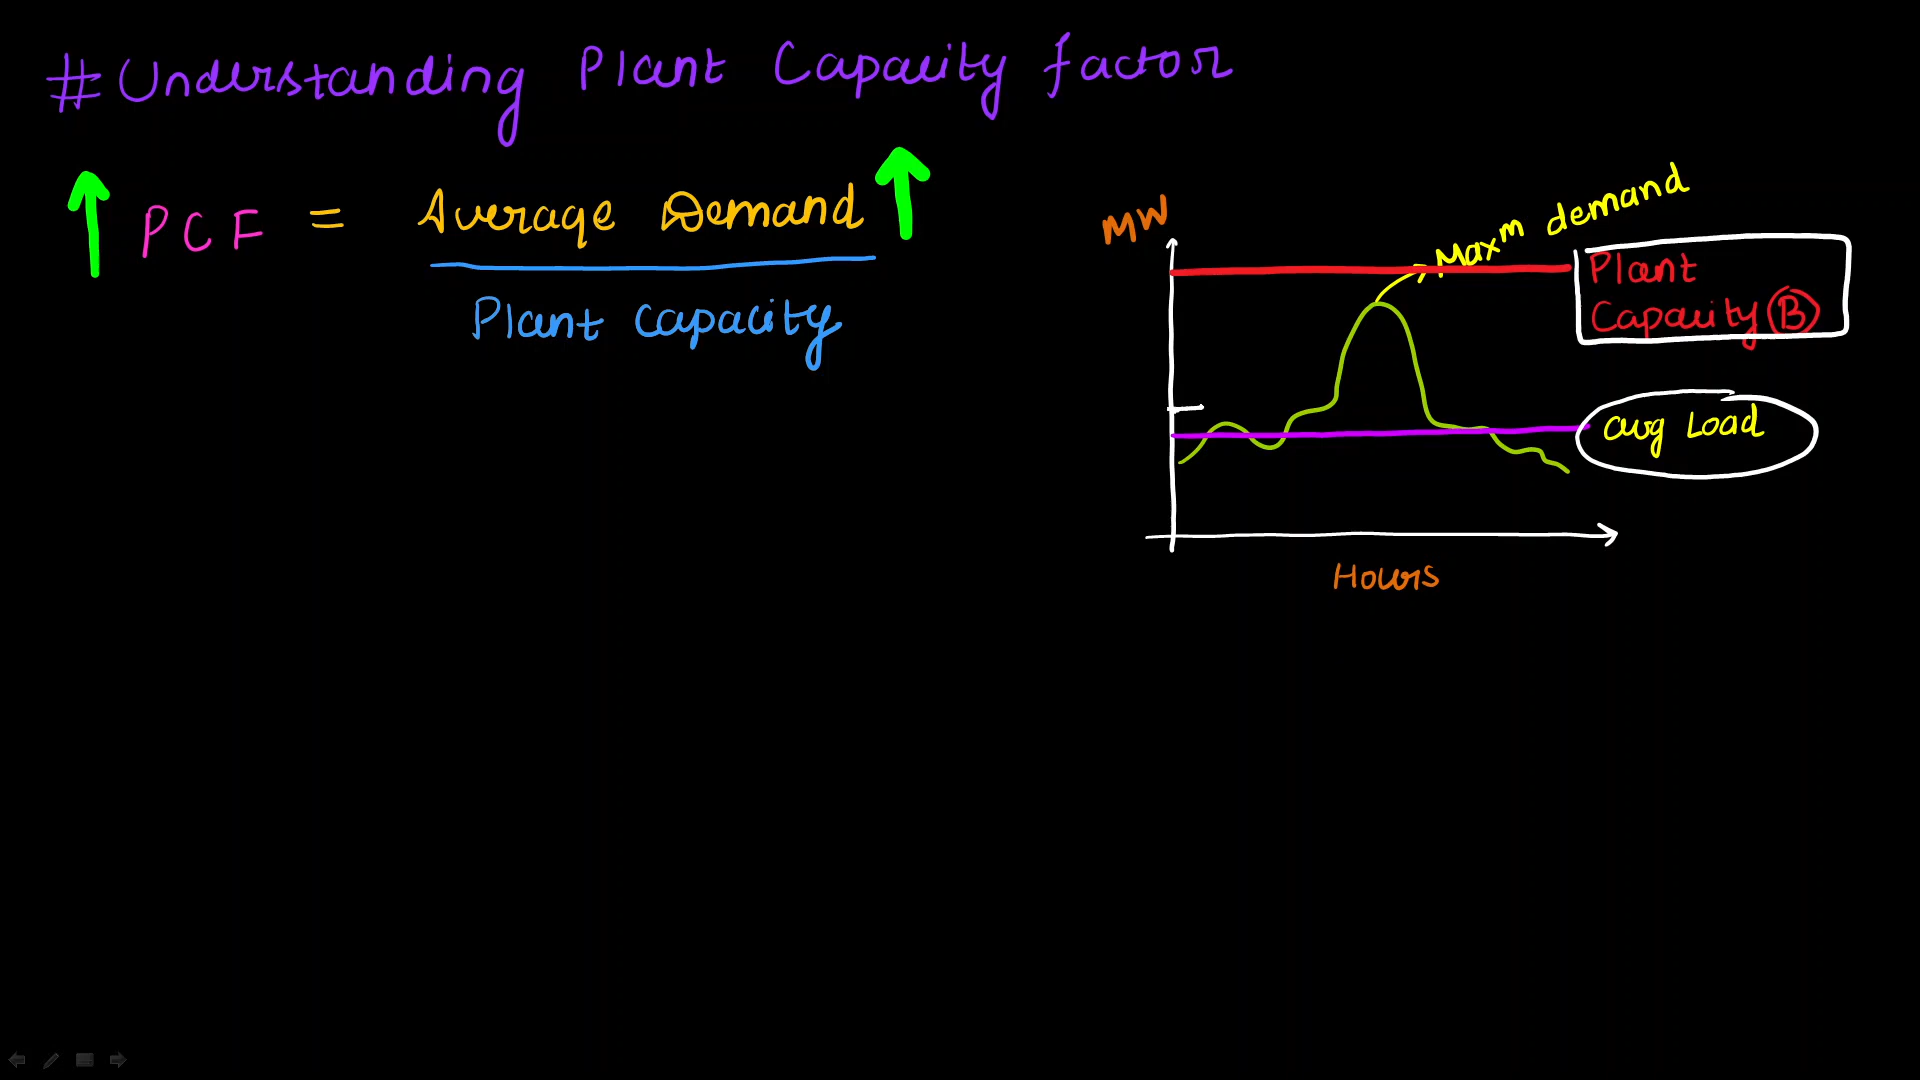 # Understanding Plant Capacity factor
PCF = Average Demand
Plant Capacity
MW
Maxm demand
Plant
Capacity B
avg Load
Hours